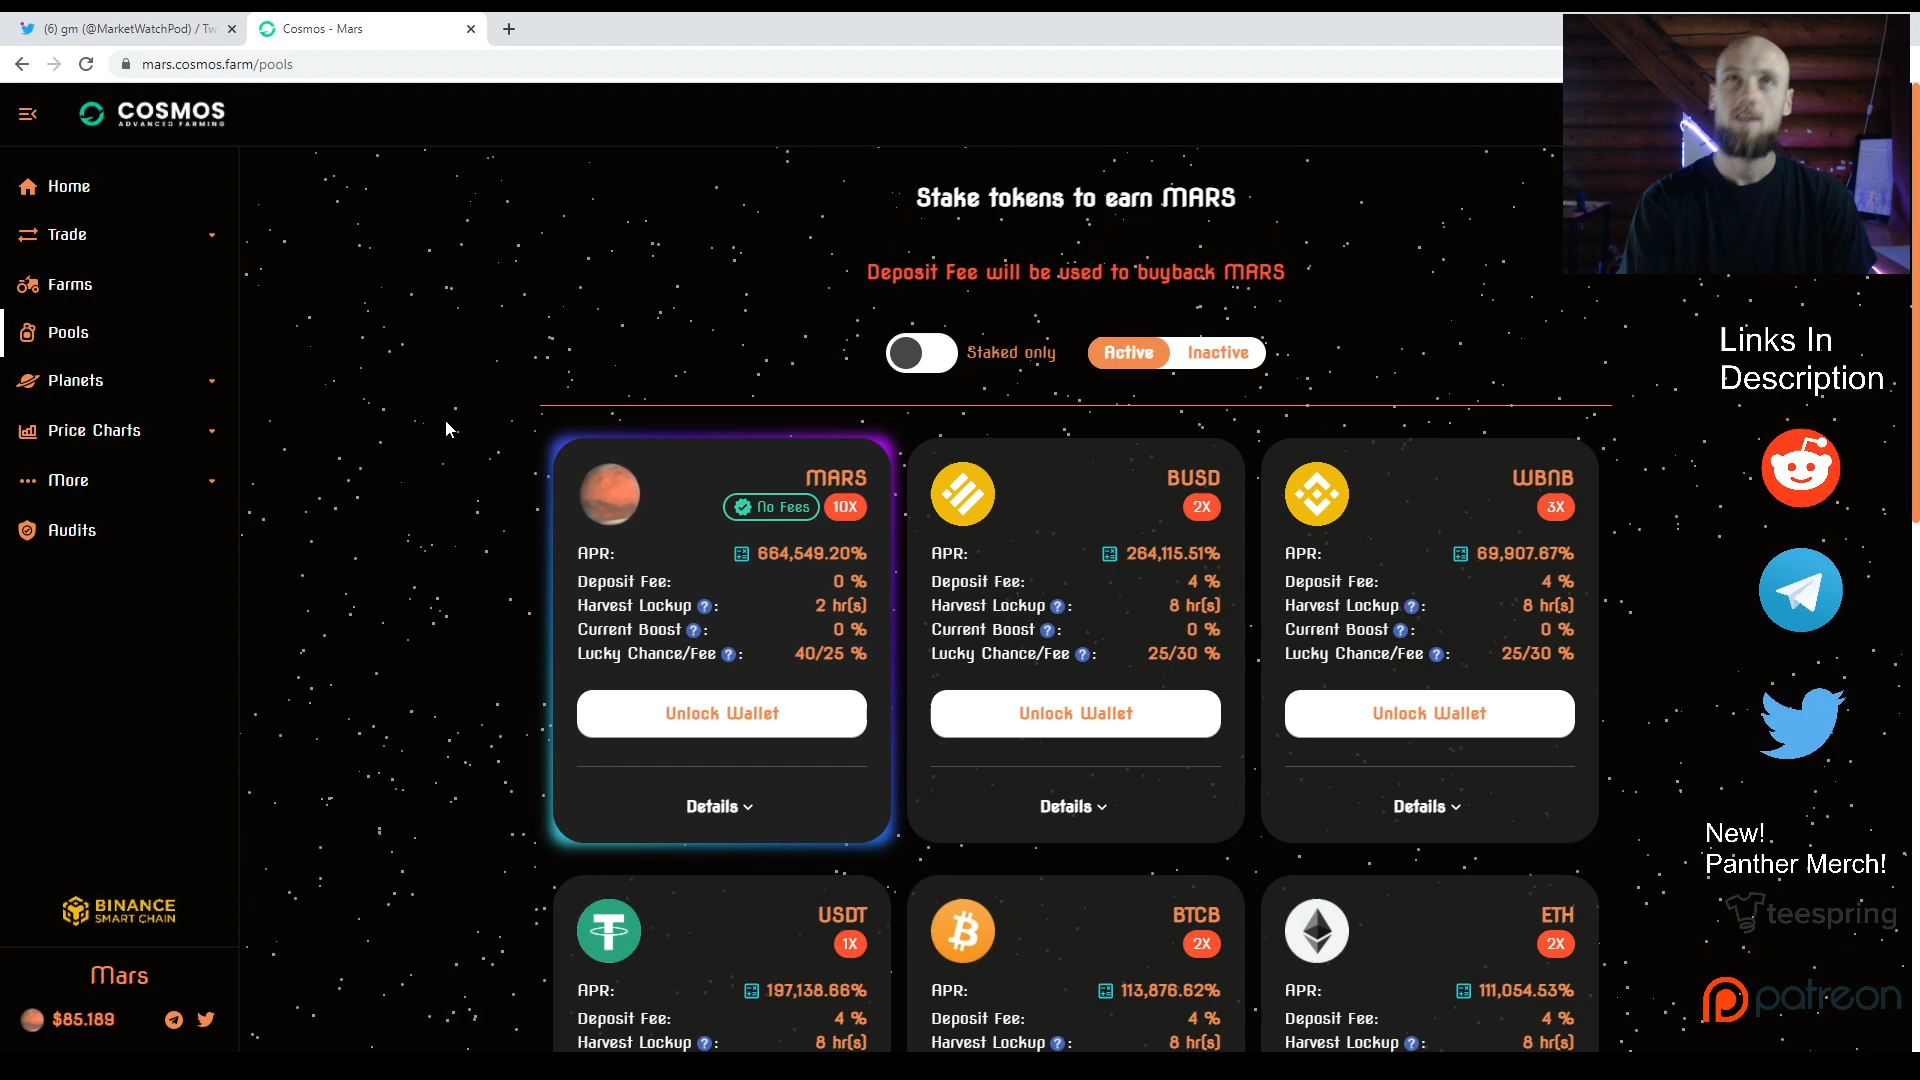 (6) gm (@MarketWatchPod) / Tw
Cosmos - Mars
mars.cosmos.farm/pools
COSMOS
ADVANCED FARMING
Home
Trade
Farms
Pools
Planets
Price Charts
More
Audits
BINANCE
SMART CHAIN
Mars
$85.189
Stake tokens to earn MARS
Deposit Fee will be used to buyback MARS
Staked only
Active
Inactive
MARS
No Fees
10X
APR: 664,549.20%
Deposit Fee: 0 %
Harvest Lockup ?: 2 hr(s)
Current Boost ?: 0 %
Lucky Chance/Fee ?: 40/25 %
Unlock Wallet
Details
BUSD
2X
APR: 264,115.51%
Deposit Fee: 4 %
Harvest Lockup ?: 8 hr(s)
Current Boost ?: 0 %
Lucky Chance/Fee ?: 25/30 %
Unlock Wallet
Details
WBNB
3X
APR: 69,907.67%
Deposit Fee: 4 %
Harvest Lockup ?: 8 hr(s)
Current Boost ?: 0 %
Lucky Chance/Fee ?: 25/30 %
Unlock Wallet
Details
USDT
1X
APR: 197,138.66%
Deposit Fee: 4 %
Harvest Lockup ?: 8 hr(s)
BTCB
2X
APR: 113,876.62%
Deposit Fee: 4 %
Harvest Lockup ?: 8 hr(s)
ETH
2X
APR: 111,054.53%
Deposit Fee: 4 %
Harvest Lockup ?: 8 hr(s)
Links In
Description
New!
Panther Merch!
teespring
patreon